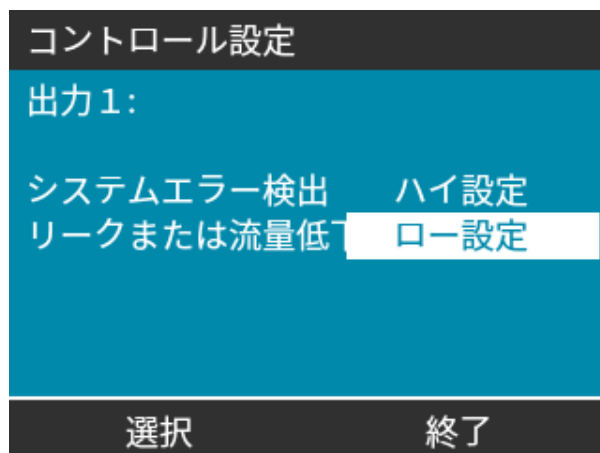 コントロール設定
出力１:
システムエラー検出 ハイ設定
リークまたは流量低下 ロー設定
選択 終了